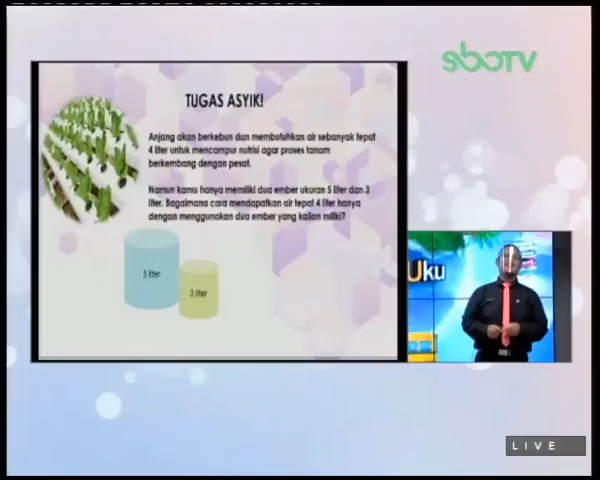 sboTV
TUGAS ASYIK!
Anjang akan berkebun dan membutuhkan air sebanyak tepat
4 liter untuk mencampur nutrisi agar proses tanam
berkembang dengan pesat.
Namun kamu hanya memiliki dua ember ukuran 5 liter dan 3
liter. Bagaimana cara mendapatkan air tepat 4 liter hanya
dengan menggunakan dua ember yang kalian miliki?
5 liter
3 liter
uku
LIVE